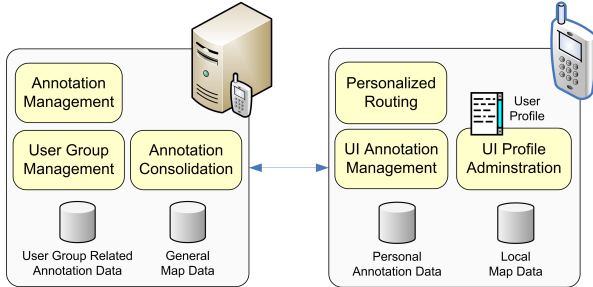 Annotation
Management
User Group
Management
Annotation
Consolidation
User Group Related
Annotation Data
General
Map Data
Personalized
Routing
User
Profile
UI Annotation
Management
UI Profile
Adminstration
Personal
Annotation Data
Local
Map Data